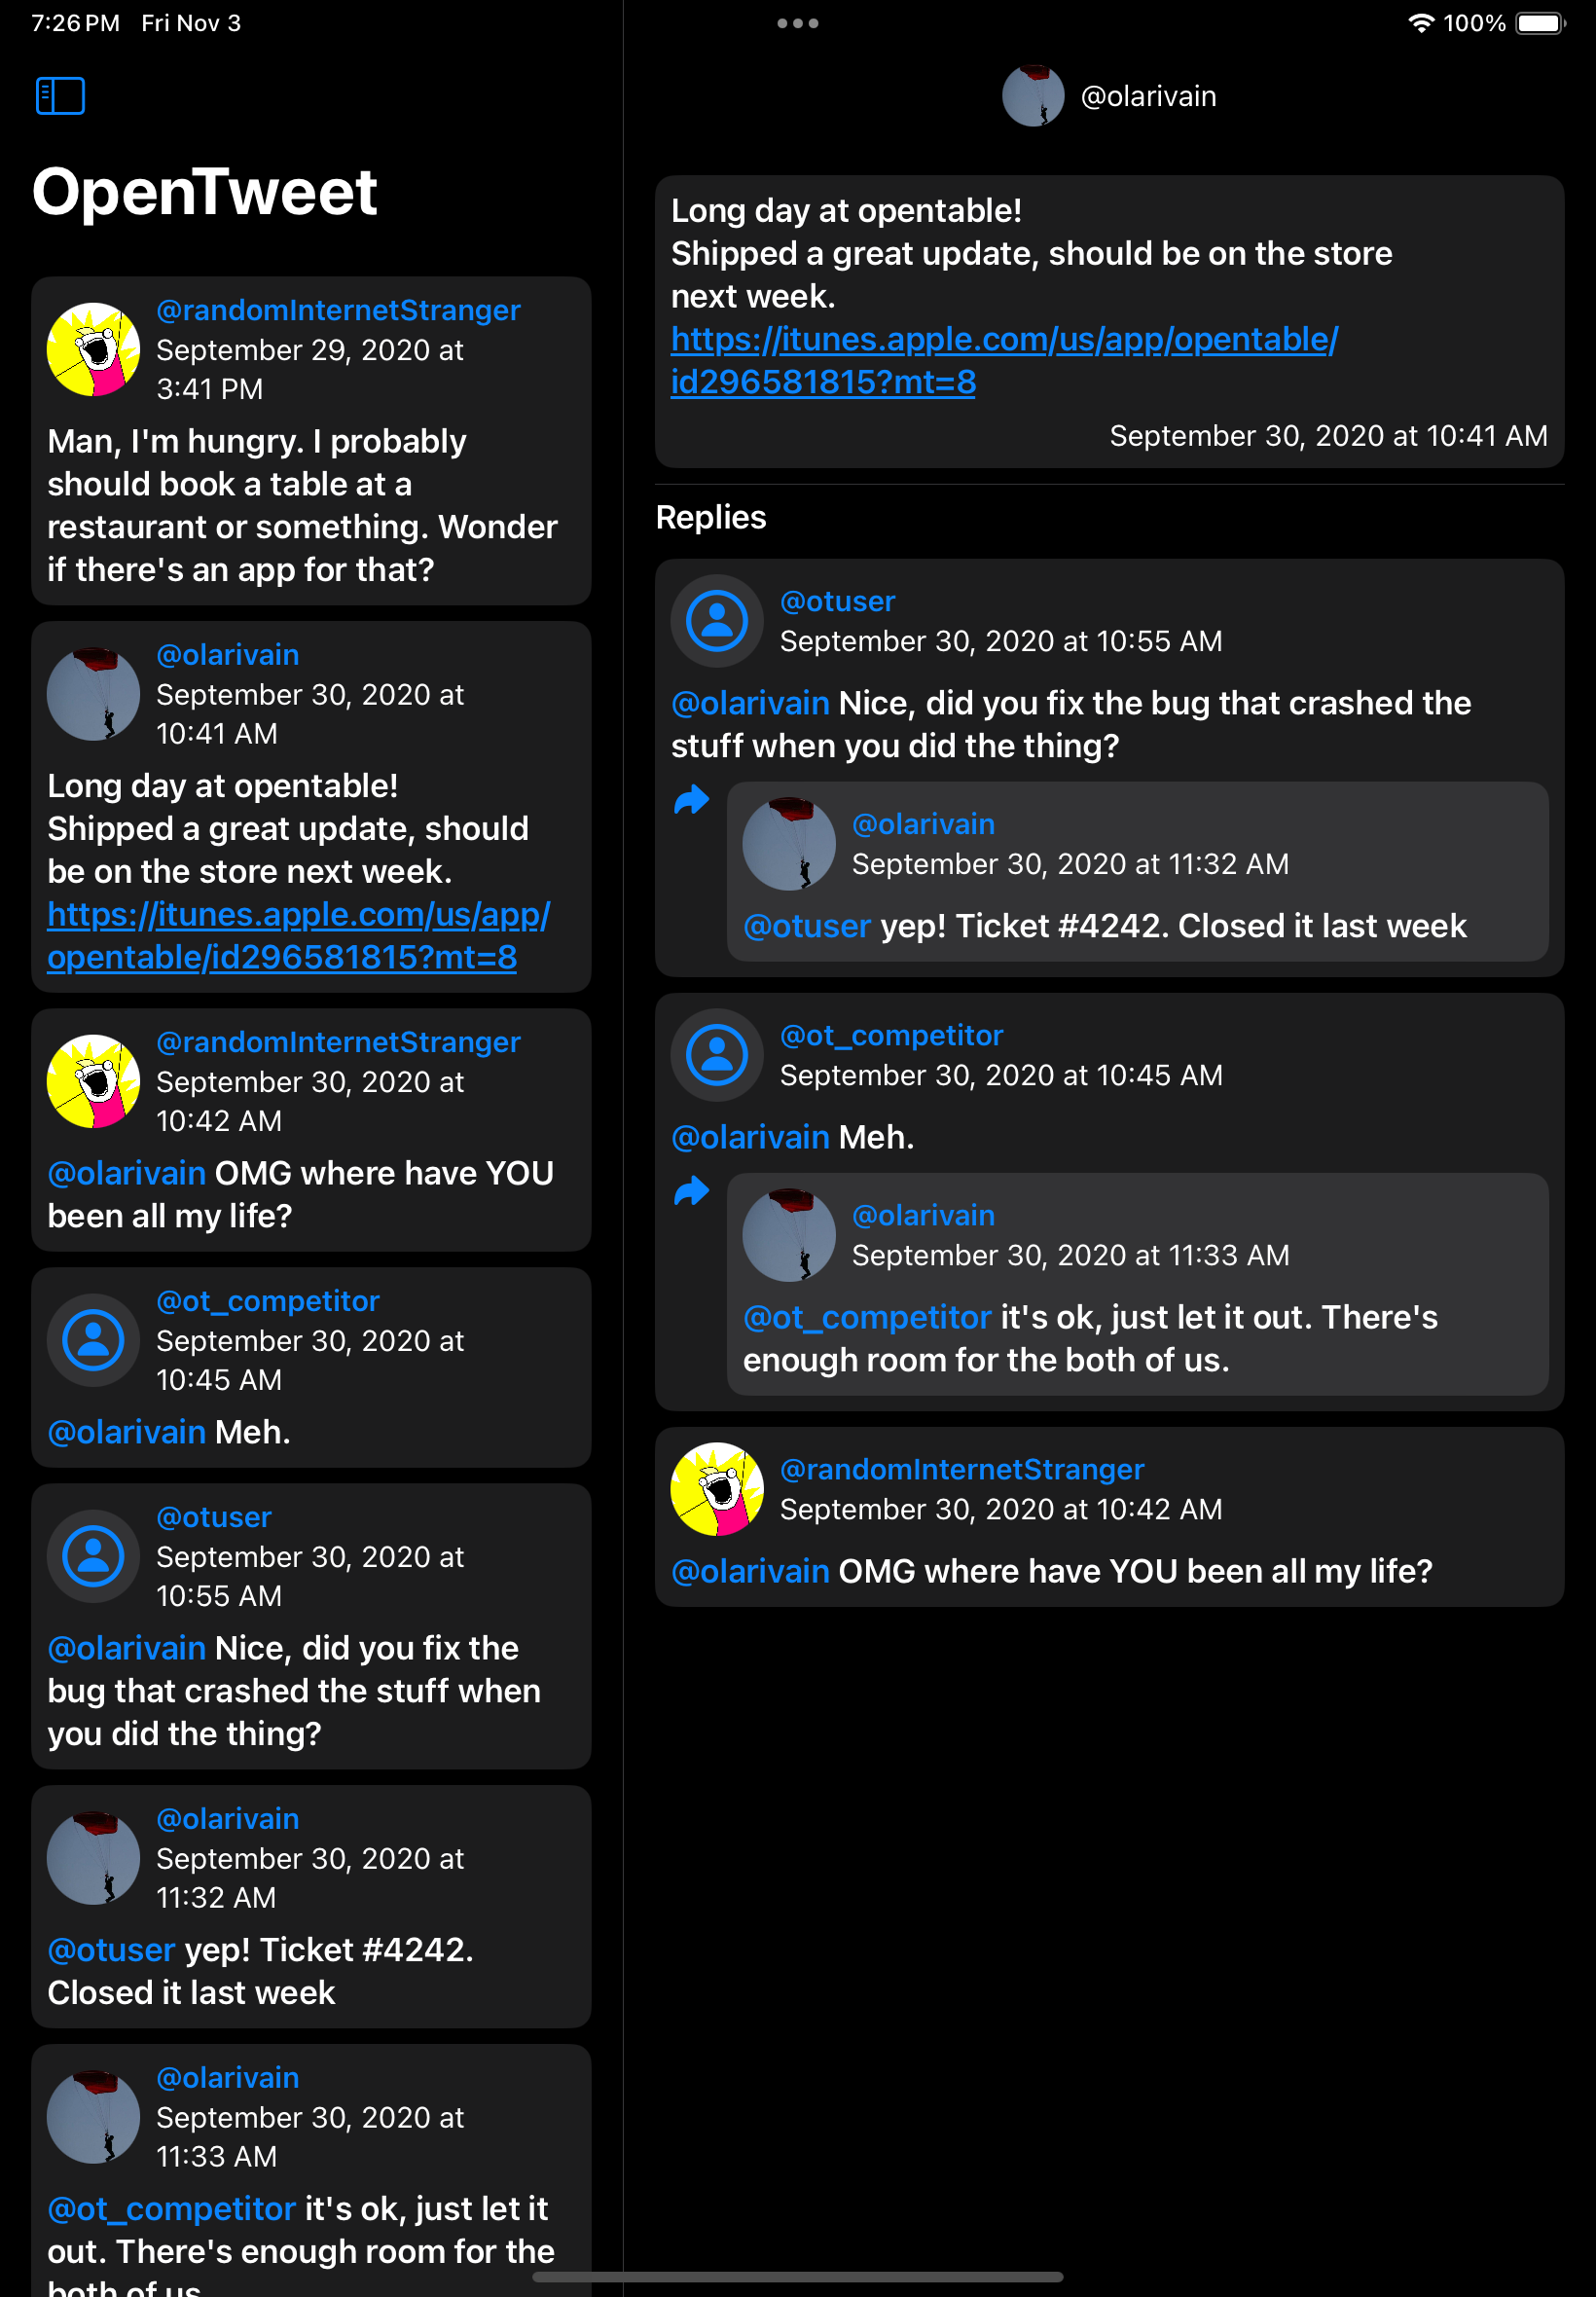 7:26 PM Fri Nov 3
100%
OpenTweet
@randomInternetStranger
September 29, 2020 at
3:41 PM
Man, I'm hungry. I probably
should book a table at a
restaurant or something. Wonder
if there's an app for that?
@olarivain
September 30, 2020 at
10:41 AM
Long day at opentable!
Shipped a great update, should
be on the store next week.
https://itunes.apple.com/us/app/
opentable/id296581815?mt=8
@randomInternetStranger
September 30, 2020 at
10:42 AM
@olarivain OMG where have YOU
been all my life?
@ot_competitor
September 30, 2020 at
10:45 AM
@olarivain Meh.
@otuser
September 30, 2020 at
10:55 AM
@olarivain Nice, did you fix the
bug that crashed the stuff when
you did the thing?
@olarivain
September 30, 2020 at
11:32 AM
@otuser yep! Ticket #4242.
Closed it last week
@olarivain
September 30, 2020 at
11:33 AM
@ot_competitor it's ok, just let it
out. There's enough room for the
both of us.
@olarivain
Long day at opentable!
Shipped a great update, should be on the store
next week.
https://itunes.apple.com/us/app/opentable/
id296581815?mt=8
September 30, 2020 at 10:41 AM
Replies
@otuser
September 30, 2020 at 10:55 AM
@olarivain Nice, did you fix the bug that crashed the
stuff when you did the thing?
@olarivain
September 30, 2020 at 11:32 AM
@otuser yep! Ticket #4242. Closed it last week
@ot_competitor
September 30, 2020 at 10:45 AM
@olarivain Meh.
@olarivain
September 30, 2020 at 11:33 AM
@ot_competitor it's ok, just let it out. There's
enough room for the both of us.
@randomInternetStranger
September 30, 2020 at 10:42 AM
@olarivain OMG where have YOU been all my life?